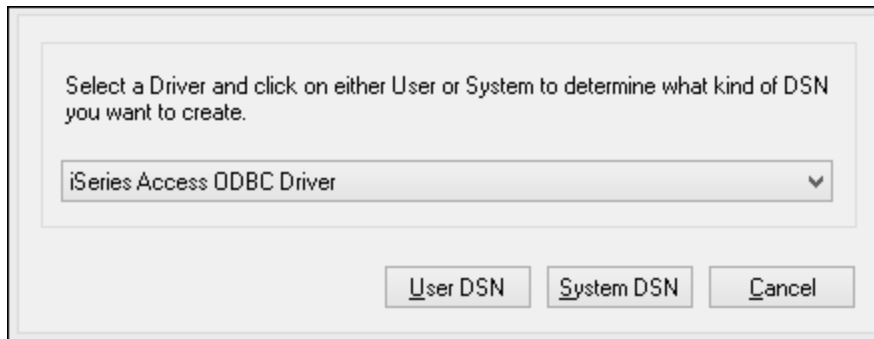 Select a Driver and click on either User or System to determine what kind of DSN
you want to create.
iSeries Access ODBC Driver
User DSN System DSN Cancel